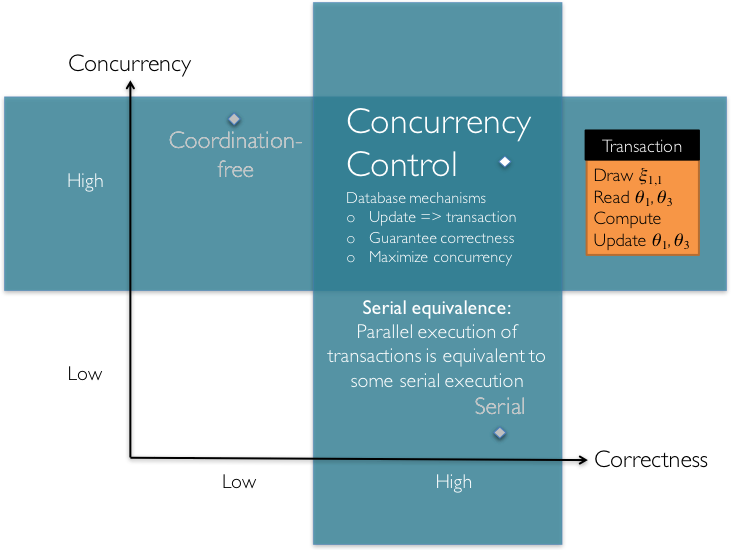 Concurrency
Coordination-
free
High
Concurrency
Control
Database mechanisms
o Update => transaction
o Guarantee correctness
o Maximize concurrency
Transaction
Draw ξ1,1
Read θ1, θ3
Compute
Update θ1, θ3
Serial equivalence:
Parallel execution of
transactions is equivalent to
some serial execution
Low
Serial
Correctness
Low
High